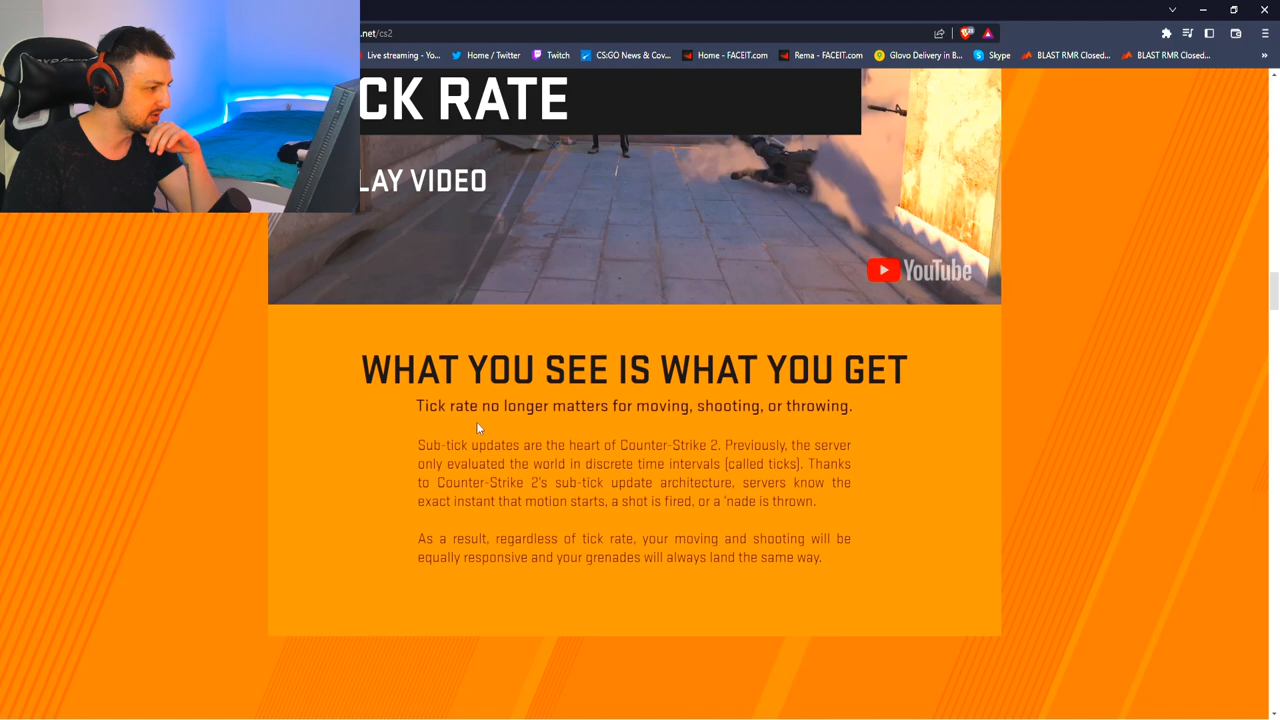 .net/cs2
Live streaming - Yo...
Home / Twitter
Twitch
CS:GO News & Cov...
Home - FACEIT.com
Rema - FACEIT.com
Glovo Delivery in B...
Skype
BLAST RMR Closed...
BLAST RMR Closed...
CK RATE
LAY VIDEO
YouTube
WHAT YOU SEE IS WHAT YOU GET
Tick rate no longer matters for moving, shooting, or throwing.
Sub-tick updates are the heart of Counter-Strike 2. Previously, the server
only evaluated the world in discrete time intervals (called ticks). Thanks
to Counter-Strike 2's sub-tick update architecture, servers know the
exact instant that motion starts, a shot is fired, or a 'nade is thrown.
As a result, regardless of tick rate, your moving and shooting will be
equally responsive and your grenades will always land the same way.